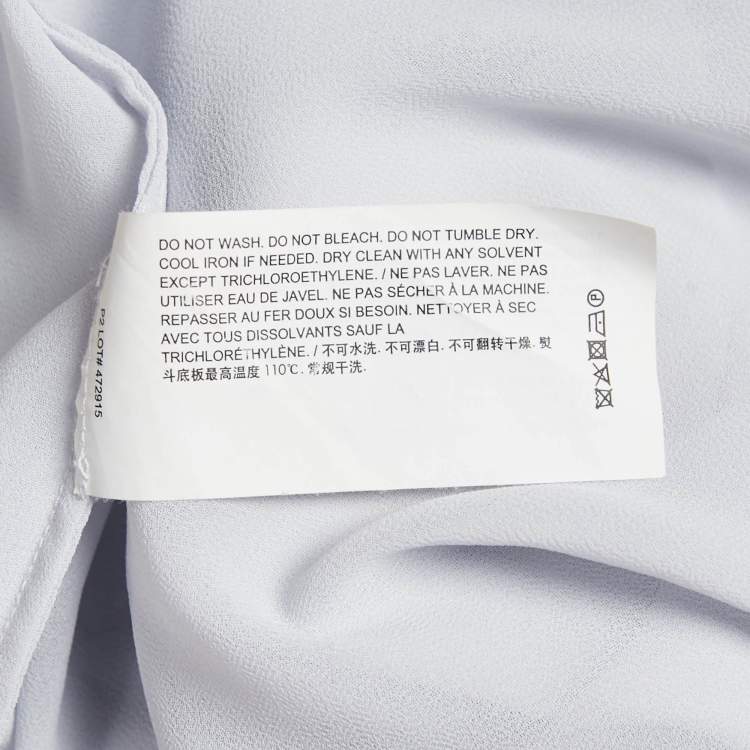 DO NOT WASH. DO NOT BLEACH. DO NOT TUMBLE DRY.
COOL IRON IF NEEDED. DRY CLEAN WITH ANY SOLVENT
EXCEPT TRICHLOROETHYLENE. / NE PAS LAVER. NE PAS
UTILISER EAU DE JAVEL. NE PAS SÉCHER À LA MACHINE.
REPASSER AU FER DOUX SI BESOIN. NETTOYER À SEC
AVEC TOUS DISSOLVANTS SAUF LA
TRICHLORÉTHYLÈNE. / 不可水洗. 不可漂白. 不可翻转干燥. 熨
斗底板最高温度 110℃. 常规干洗.
P2 LOT# 472915
P